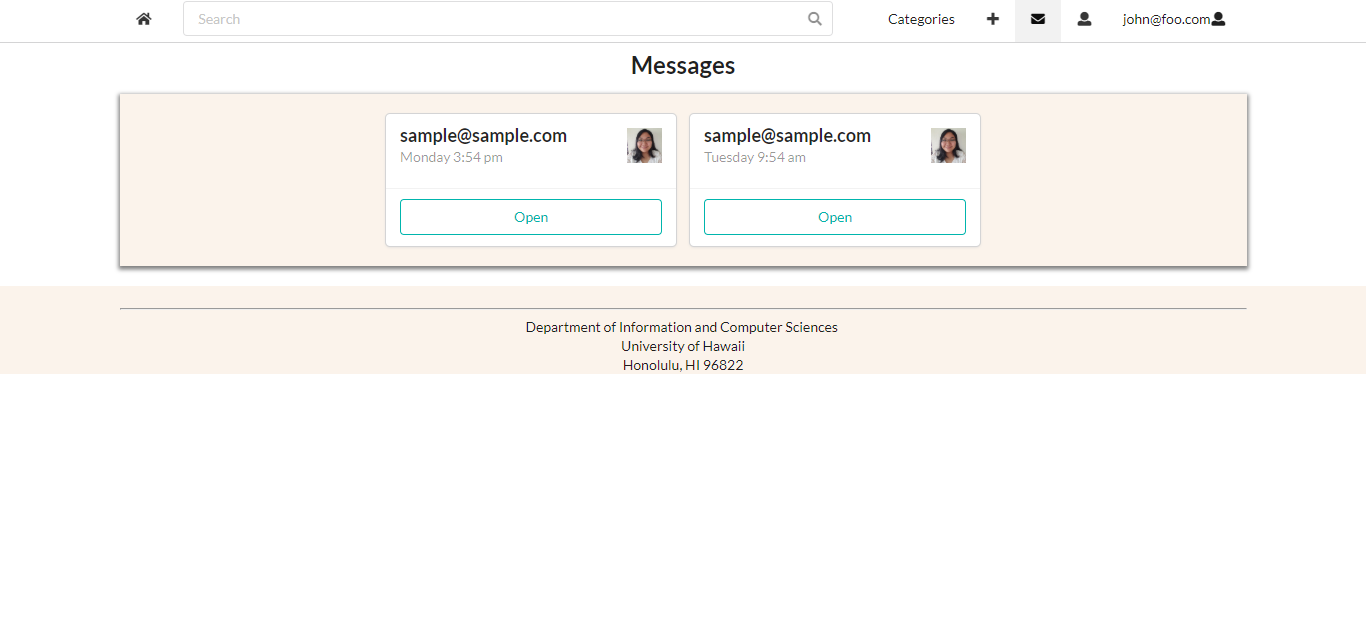 Search
Categories
john@foo.com
Messages
sample@sample.com
Monday 3:54 pm
Open
sample@sample.com
Tuesday 9:54 am
Open
Department of Information and Computer Sciences
University of Hawaii
Honolulu, HI 96822